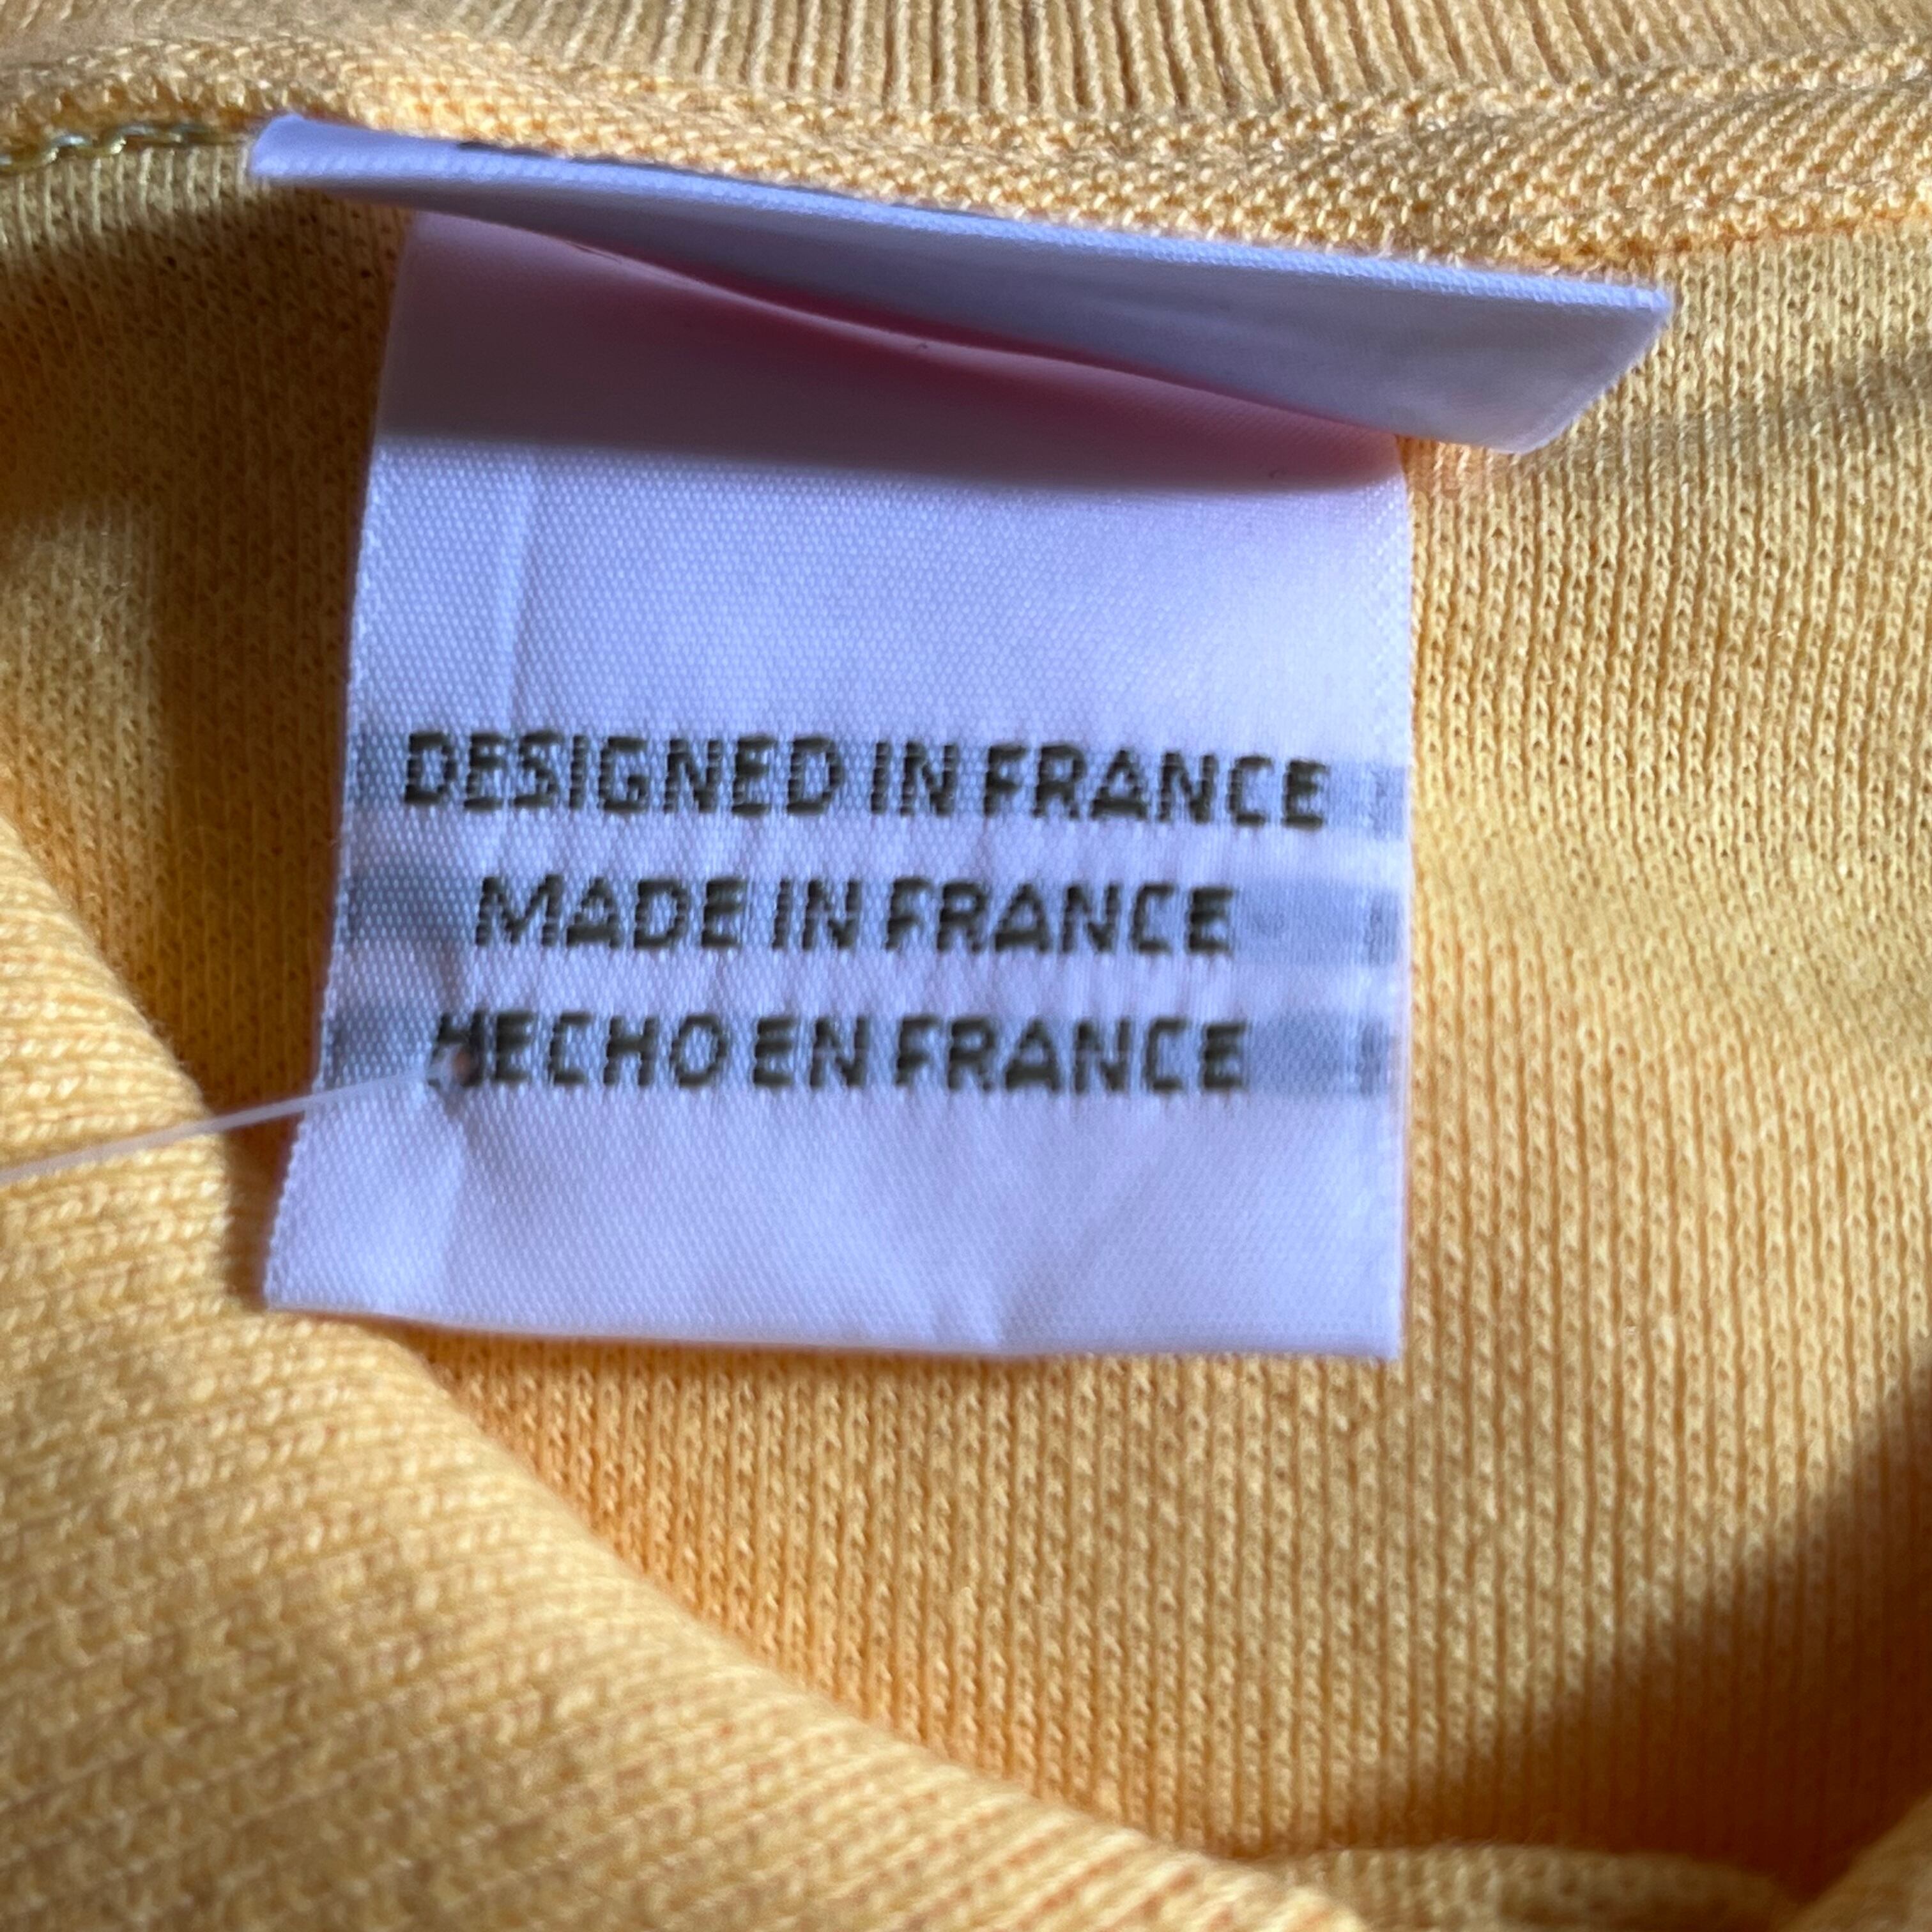 DESIGNED IN FRANCE
MADE IN FRANCE
HECHO EN FRANCE